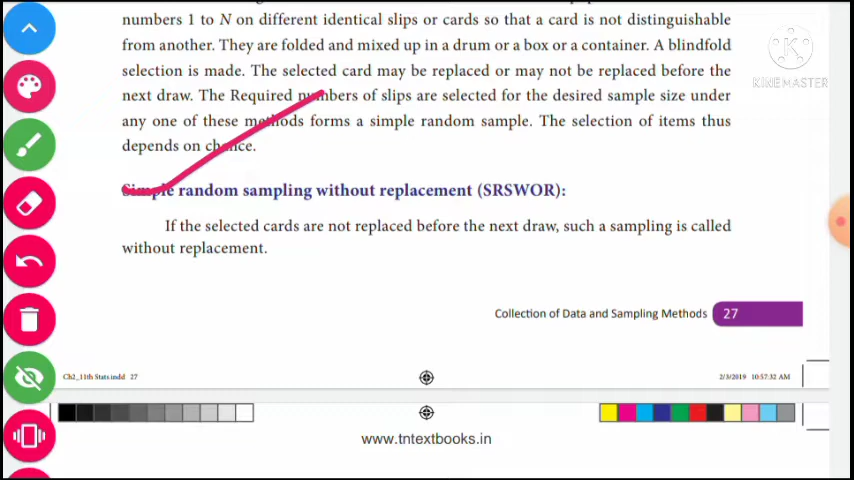 numbers 1 to N on different identical slips or cards so that a card is not distinguishable
from another. They are folded and mixed up in a drum or a box or a container. A blindfold
selection is made. The selected card may be replaced or may not be replaced before the
next draw. The Required numbers of slips are selected for the desired sample size under
any one of these methods forms a simple random sample. The selection of items thus
depends on chance.
Simple random sampling without replacement (SRSWOR):
If the selected cards are not replaced before the next draw, such a sampling is called
without replacement.
Collection of Data and Sampling Methods 27
Ch2_11th Stats.indd 27
2/3/2019 10:57:32 AM
www.tntextbooks.in
K
KINEMASTER